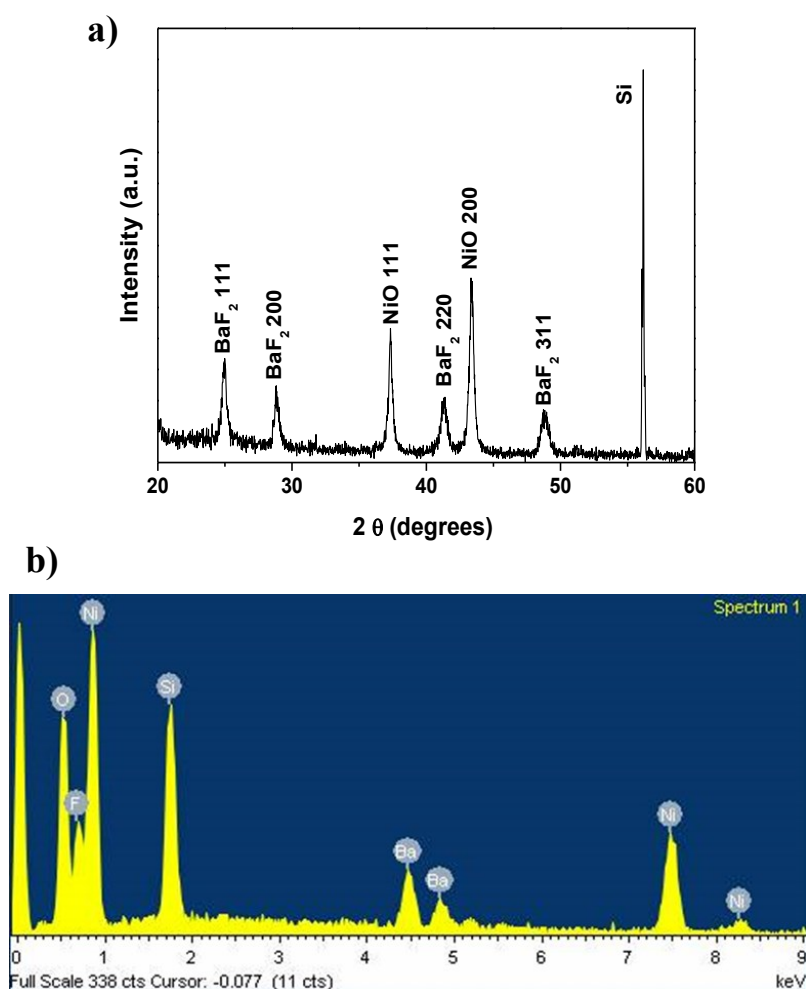 a)
Intensity (a.u.)
BaF₂ 111
BaF₂ 200
NiO 111
BaF₂ 220
NiO 200
BaF₂ 311
Si
20 30 40 50 60
2 θ (degrees)
b)
Spectrum 1
O
F
Ni
Si
Ba
Ba
Ni
Ni
0 1 2 3 4 5 6 7 8 9
Full Scale 338 cts Cursor: -0.077 (11 cts) keV